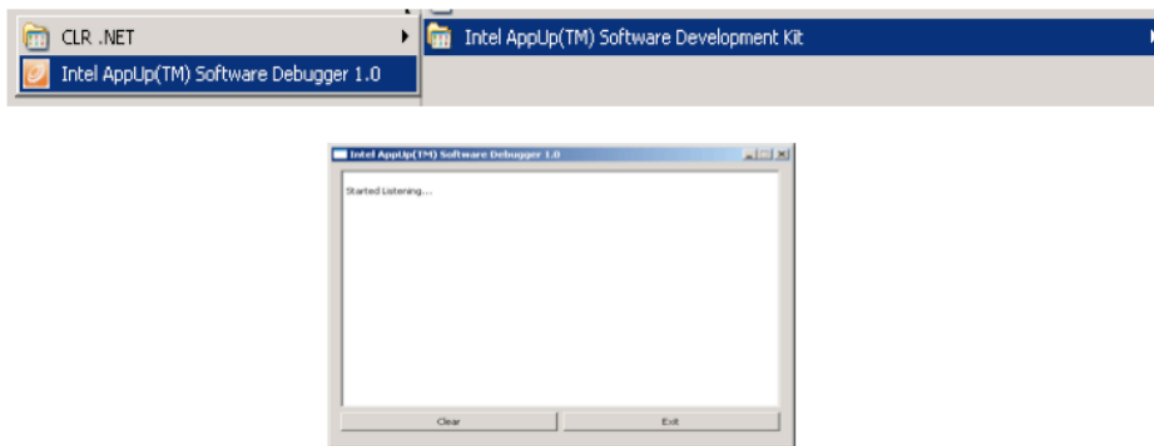 CLR .NET
Intel AppUp(TM) Software Development Kit
Intel AppUp(TM) Software Debugger 1.0
Intel AppUp(TM) Software Debugger 1.0
Started Listening...
Clear
Exit